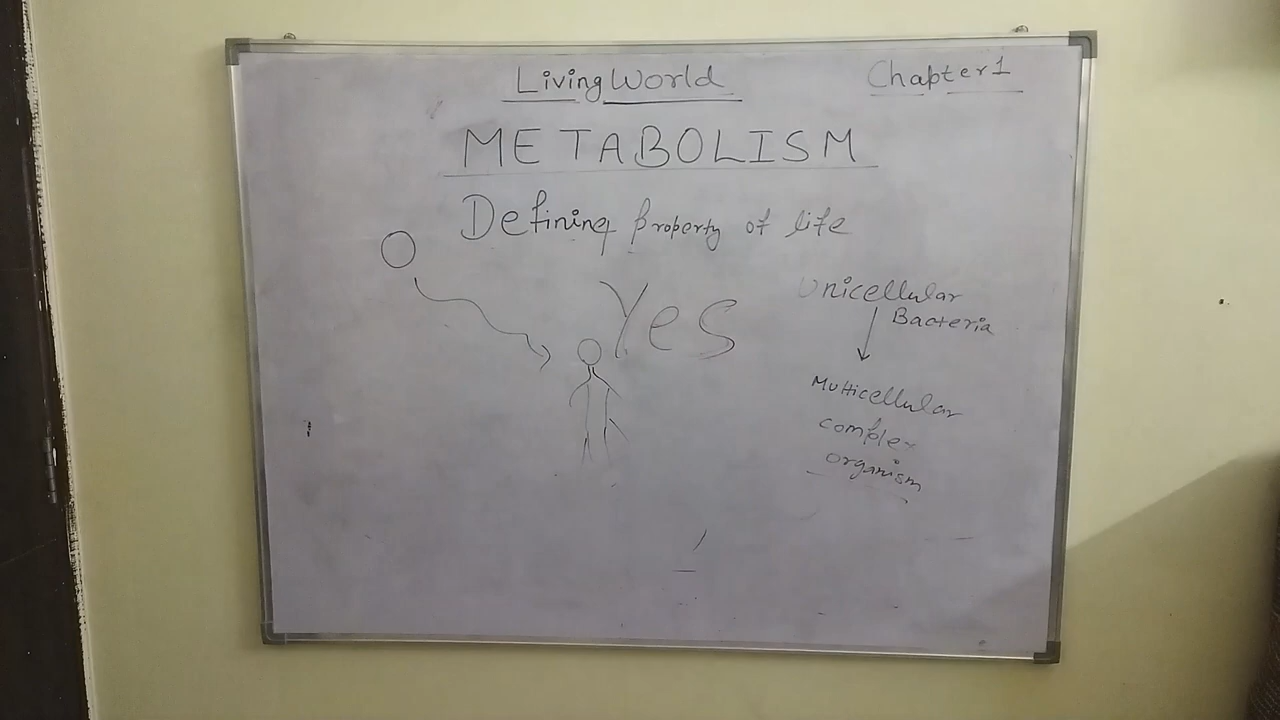 Living World
Chapter 1
METABOLISM
Defining property of life
Yes
Unicellular
Bacteria
Multicellular
complex
organism